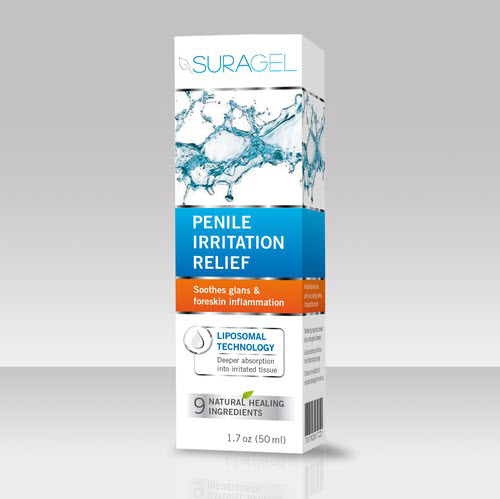 SURAGEL
PENILE
IRRITATION
RELIEF
Soothes glans &
foreskin inflammation
LIPOSOMAL
TECHNOLOGY
Deeper absorption
into irritated tissue
9 NATURAL HEALING
INGREDIENTS
1.7 oz (50 ml)